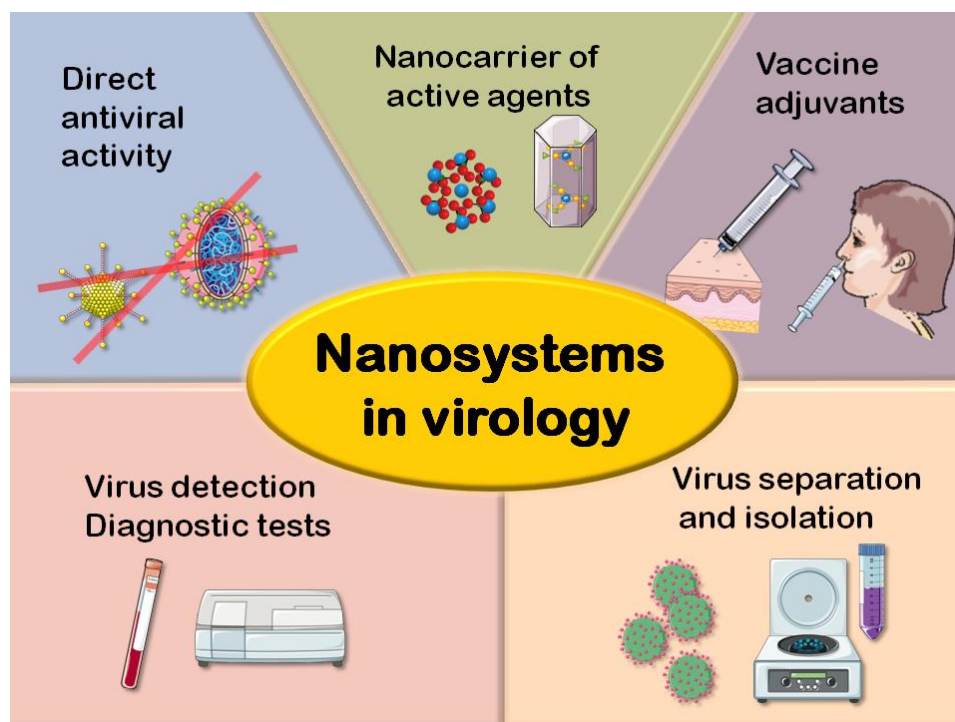 Direct
antiviral
activity
Nanocarrier of
active agents
Vaccine
adjuvants
Nanosystems
in virology
Virus detection
Diagnostic tests
Virus separation
and isolation